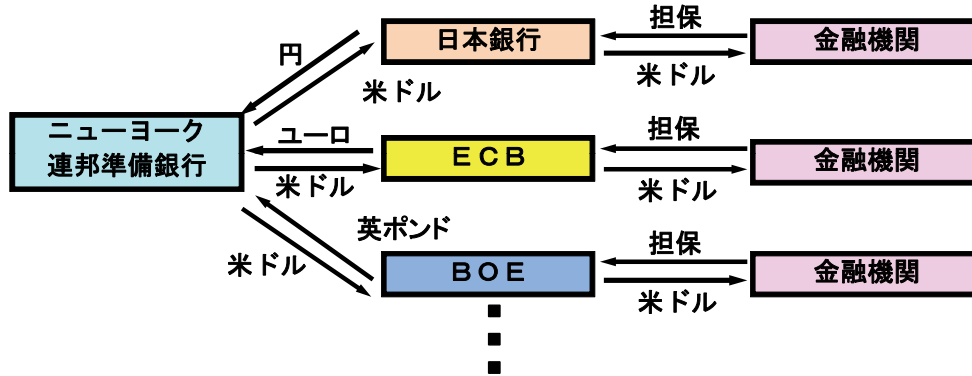 担保
日本銀行
金融機関
円
米ドル
米ドル
ニューヨーク
連邦準備銀行
ユーロ
担保
ECB
金融機関
米ドル
米ドル
英ポンド
担保
米ドル
BOE
金融機関
米ドル